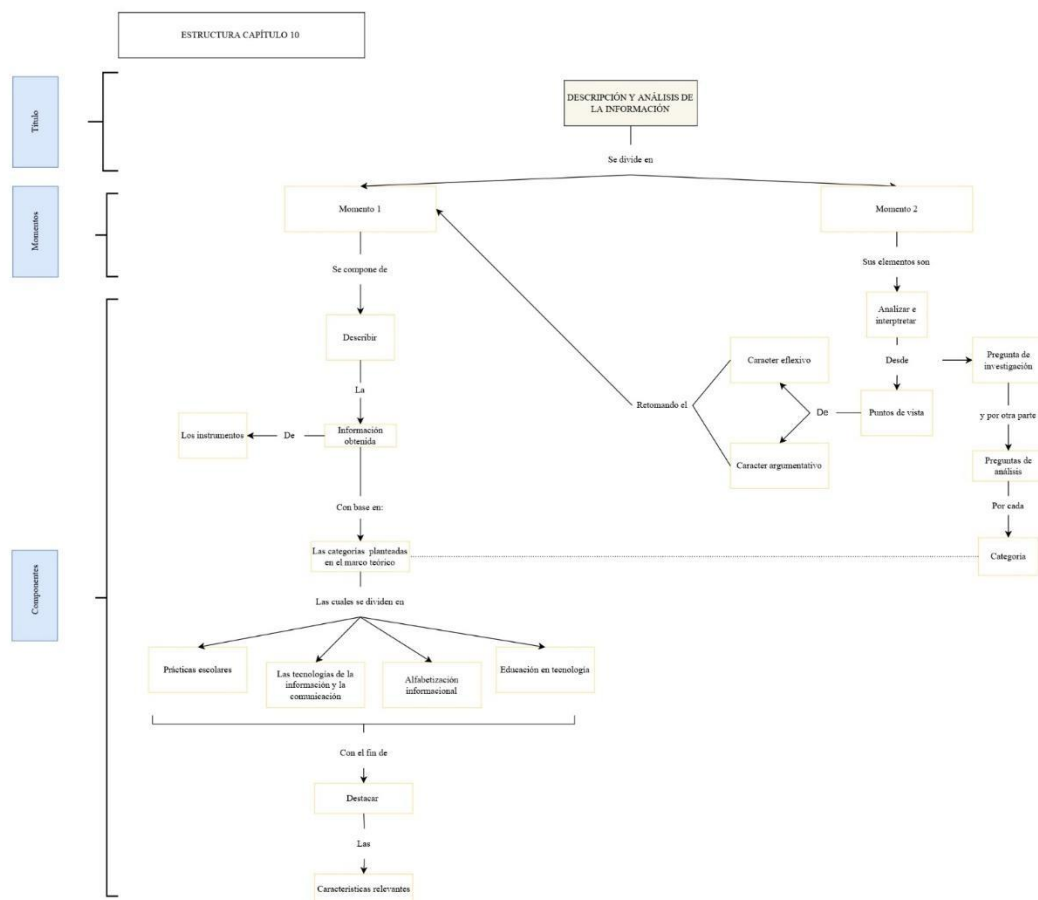 ESTRUCTURA CAPÍTULO 10
Título
DESCRIPCIÓN Y ANÁLISIS DE
LA INFORMACIÓN
Se divide en
Momentos
Momento 1
Momento 2
Se compone de
Sus elementos son
Componentes
Describir
Analizar e
interptretar
La
Desde
Pregunta de
investigación
Caracter eflexivo
Retomando el
De
Puntos de vista
y por otra parte
Los instrumentos
De
Información
obtenida
Caracter argumentativo
Preguntas de
análisis
Con base en:
Por cada
Las categorías planteadas
en el marco teórico
Categoría
Las cuales se dividen en
Prácticas escolares
Las tecnologías de la
información y la
comunicación
Alfabetización
informacional
Educación en tecnología
Con el fin de
Destacar
Las
Características relevantes